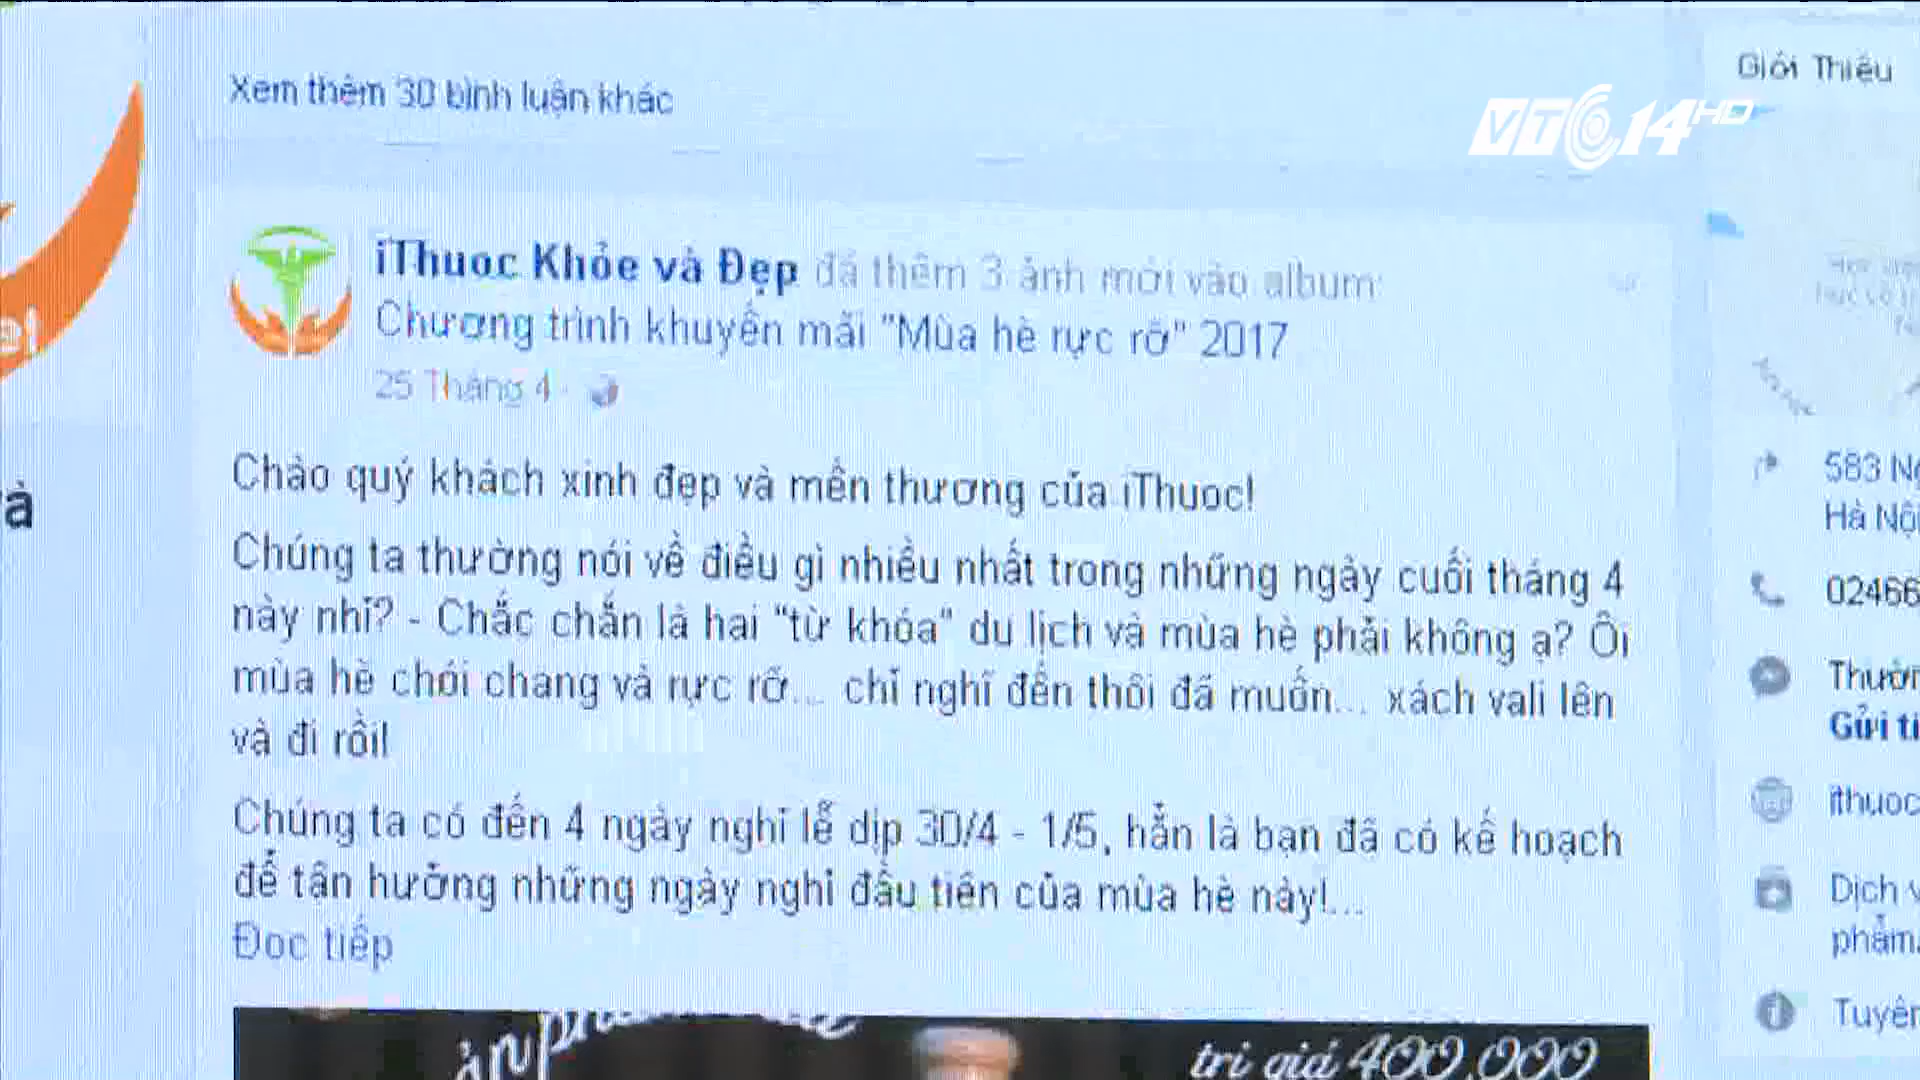 Xem thêm 30 bình luận khác
Giới Thiệu
VTC14 HD
iThuoc Khỏe và Đẹp đã thêm 3 ảnh mới vào album:
Chương trình khuyến mãi "Mùa hè rực rỡ" 2017
25 Tháng 4 ·
Chào quý khách xinh đẹp và mến thương của iThuoc!
Chúng ta thường nói về điều gì nhiều nhất trong những ngày cuối tháng 4
này nhỉ? - Chắc chắn là hai "từ khóa" du lịch và mùa hè phải không ạ? Ôi
mùa hè chói chang và rực rỡ... chỉ nghĩ đến thôi đã muốn... xách vali lên
và đi rồi!
Chúng ta có đến 4 ngày nghỉ lễ dịp 30/4 - 1/5, hẳn là bạn đã có kế hoạch
để tận hưởng những ngày nghỉ đầu tiên của mùa hè này!...
Đọc tiếp
trị giá 400.000
583
Hà Nội
02466
Gửi ti
ithuoc
Dịch v
phẩm